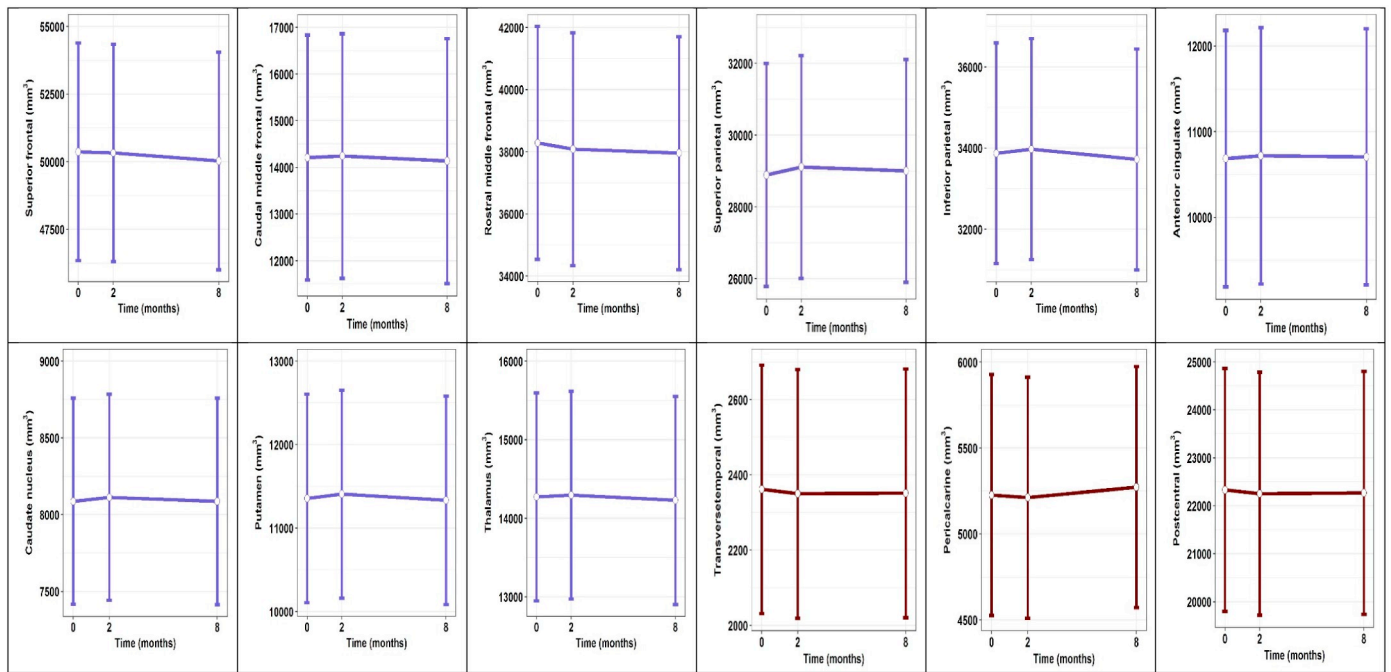 Superior frontal (mm³)
55000
52500
50000
47500
0 2 8
Time (months)
Caudal middle frontal (mm³)
17000
16000
15000
14000
13000
12000
0 2 8
Time (months)
Rostral middle frontal (mm³)
42000
40000
38000
36000
34000
0 2 8
Time (months)
Superior parietal (mm³)
32000
30000
28000
26000
0 2 8
Time (months)
Inferior parietal (mm³)
36000
34000
32000
0 2 8
Time (months)
Anterior cingulate (mm³)
12000
11000
10000
0 2 8
Time (months)
Caudate nucleus (mm³)
9000
8500
8000
7500
0 2 8
Time (months)
Putamen (mm³)
13000
12000
11000
10000
0 2 8
Time (months)
Thalamus (mm³)
16000
15000
14000
13000
0 2 8
Time (months)
Transversetemporal (mm³)
2600
2400
2200
2000
0 2 8
Time (months)
Pericalcarine (mm³)
6000
5500
5000
4500
0 2 8
Time (months)
Postcentral (mm³)
25000
24000
23000
22000
21000
20000
0 2 8
Time (months)